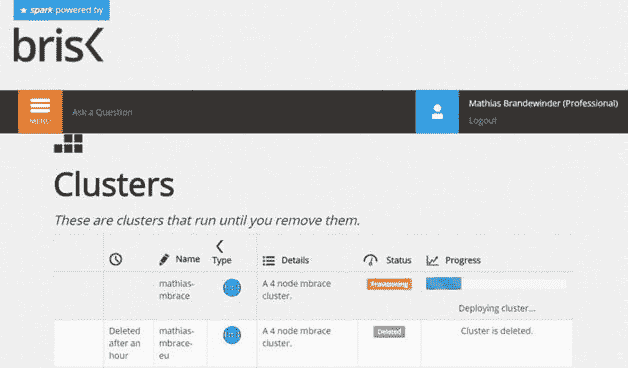 ★ spark powered by
brisk
MENU
Ask a Question
Mathias Brandewinder (Professional)
Logout
Clusters
These are clusters that run until you remove them.
Name
Type
Details
Status
Progress
mathias-
mbrace
A 4 node mbrace
cluster.
Provisioning
Deploying cluster...
Deleted
after an
hour
mathias-
mbrace-
eu
A 4 node mbrace
cluster.
Deleted
Cluster is deleted.